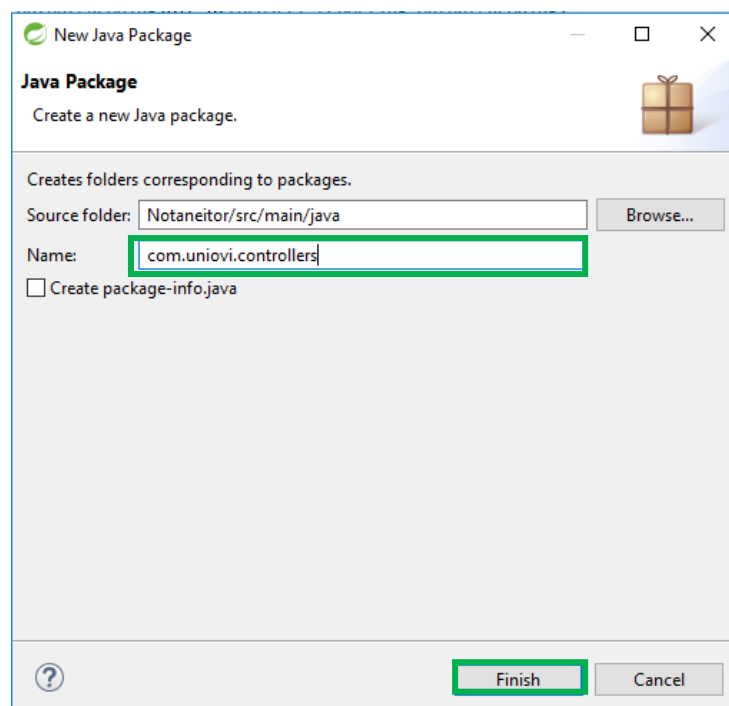 New Java Package
Java Package
Create a new Java package.
Creates folders corresponding to packages.
Source folder: Notaneitor/src/main/java Browse...
Name: com.uniovi.controllers
Create package-info.java
? Finish Cancel